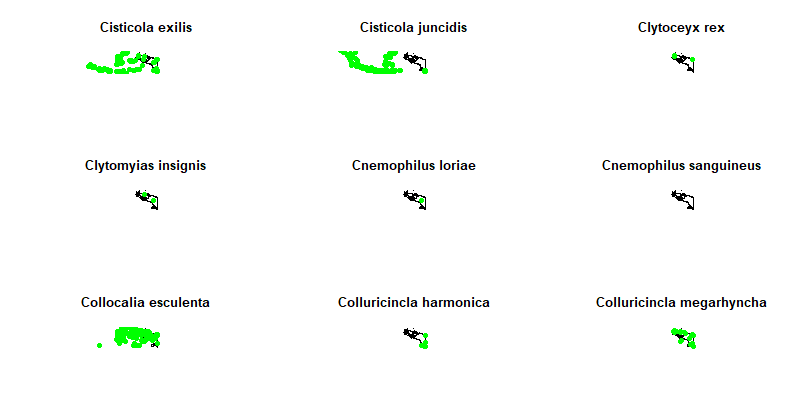 Cisticola exilis
Cisticola juncidis
Clytoceyx rex
Clytomyias insignis
Cnemophilus loriae
Cnemophilus sanguineus
Collocalia esculenta
Colluricincla harmonica
Colluricincla megarhyncha